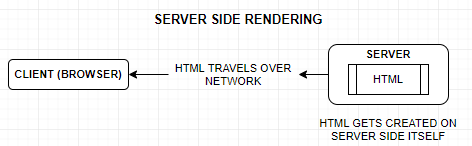 SERVER SIDE RENDERING
SERVER
CLIENT (BROWSER)
HTML TRAVELS OVER
NETWORK
HTML
HTML GETS CREATED ON
SERVER SIDE ITSELF